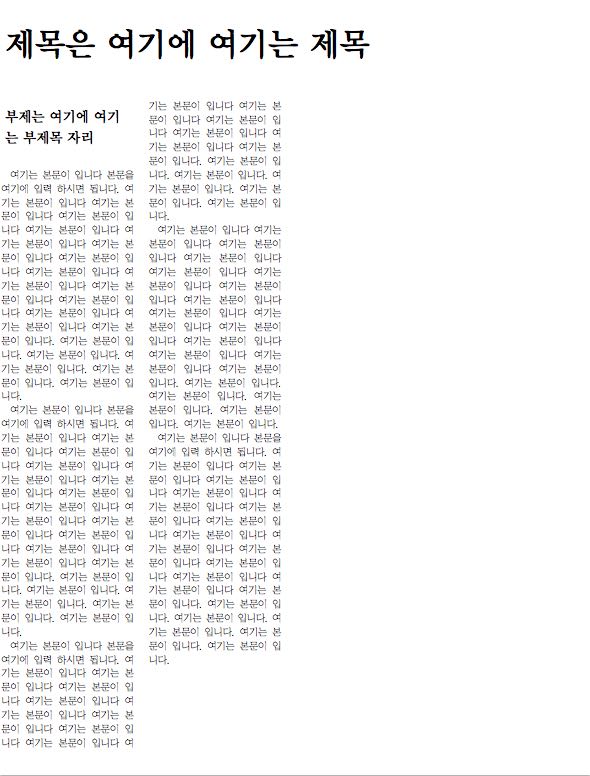 제목은 여기에 여기는 제목
부제는 여기에 여기
는 부제목 자리
여기는 본문이 입니다 본문을
여기에 입력 하시면 됩니다. 여
기는 본문이 입니다 여기는 본
문이 입니다 여기는 본문이 입
니다 여기는 본문이 입니다 여
기는 본문이 입니다 여기는 본
문이 입니다 여기는 본문이 입
니다 여기는 본문이 입니다 여
기는 본문이 입니다 여기는 본
문이 입니다 여기는 본문이 입
니다 여기는 본문이 입니다 여
기는 본문이 입니다 여기는 본
문이 입니다. 여기는 본문이 입
니다. 여기는 본문이 입니다. 여
기는 본문이 입니다. 여기는 본
문이 입니다. 여기는 본문이 입
니다.
여기는 본문이 입니다 본문을
여기에 입력 하시면 됩니다. 여
기는 본문이 입니다 여기는 본
문이 입니다 여기는 본문이 입
니다 여기는 본문이 입니다 여
기는 본문이 입니다 여기는 본
문이 입니다 여기는 본문이 입
니다 여기는 본문이 입니다 여
기는 본문이 입니다 여기는 본
문이 입니다 여기는 본문이 입
니다 여기는 본문이 입니다 여
기는 본문이 입니다 여기는 본
문이 입니다. 여기는 본문이 입
니다. 여기는 본문이 입니다. 여
기는 본문이 입니다. 여기는 본
문이 입니다. 여기는 본문이 입
니다.
여기는 본문이 입니다 본문을
여기에 입력 하시면 됩니다. 여
기는 본문이 입니다 여기는 본
문이 입니다 여기는 본문이 입
니다 여기는 본문이 입니다 여
기는 본문이 입니다 여기는 본
문이 입니다 여기는 본문이 입
니다 여기는 본문이 입니다 여
기는 본문이 입니다 여기는 본
문이 입니다 여기는 본문이 입
니다 여기는 본문이 입니다 여
기는 본문이 입니다 여기는 본
문이 입니다. 여기는 본문이 입
니다. 여기는 본문이 입니다. 여
기는 본문이 입니다. 여기는 본
문이 입니다. 여기는 본문이 입
니다.
여기는 본문이 입니다 여기는
본문이 입니다 여기는 본문이
입니다 여기는 본문이 입니다
여기는 본문이 입니다 여기는
본문이 입니다 여기는 본문이
입니다 여기는 본문이 입니다
여기는 본문이 입니다 여기는
본문이 입니다 여기는 본문이
입니다 여기는 본문이 입니다
여기는 본문이 입니다 여기는
본문이 입니다. 여기는 본문이
입니다. 여기는 본문이 입니다.
여기는 본문이 입니다. 여기는
본문이 입니다. 여기는 본문이
입니다. 여기는 본문이 입니다.
여기는 본문이 입니다 본문을
여기에 입력 하시면 됩니다. 여
기는 본문이 입니다 여기는 본
문이 입니다 여기는 본문이 입
니다 여기는 본문이 입니다 여
기는 본문이 입니다 여기는 본
문이 입니다 여기는 본문이 입
니다 여기는 본문이 입니다 여
기는 본문이 입니다 여기는 본
문이 입니다 여기는 본문이 입
니다 여기는 본문이 입니다 여
기는 본문이 입니다 여기는 본
문이 입니다. 여기는 본문이 입
니다. 여기는 본문이 입니다. 여
기는 본문이 입니다. 여기는 본
문이 입니다. 여기는 본문이 입
니다.